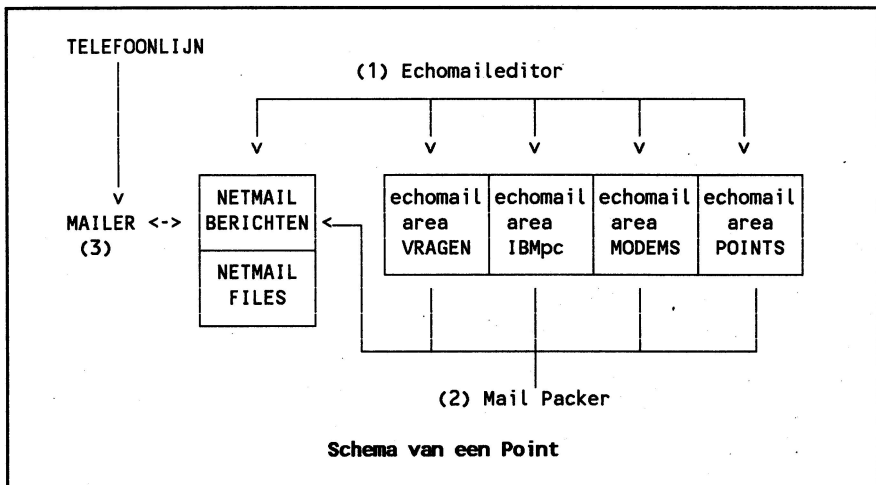 TELEFOONLIJN
(1) Echomaileditor
v v v v v
v
MAILER <->
(3)
NETMAIL
BERICHTEN <
NETMAIL
FILES
echomail
area
VRAGEN
echomail
area
IBMpc
echomail
area
MODEMS
echomail
area
POINTS
(2) Mail Packer
Schema van een Point